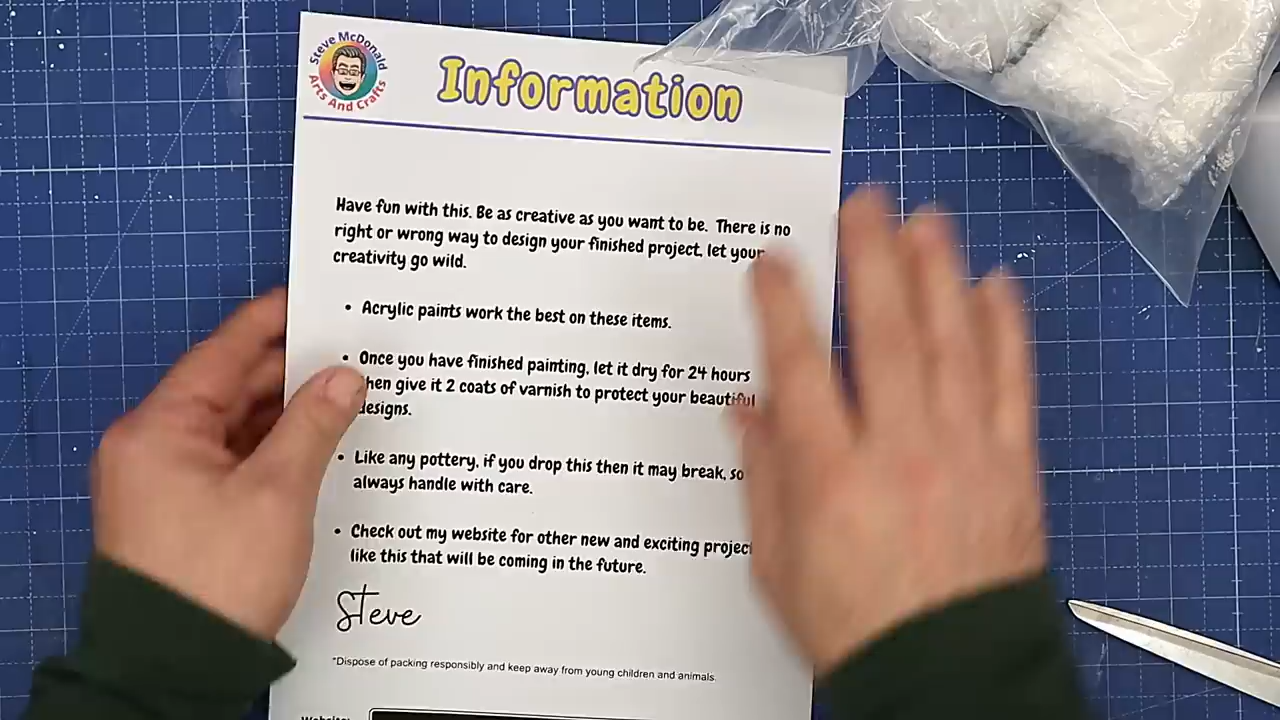 Steve McDonald
Arts And Crafts
Information
Have fun with this. Be as creative as you want to be. There is no
right or wrong way to design your finished project, let your
creativity go wild.
• Acrylic paints work the best on these items.
• Once you have finished painting, let it dry for 24 hours
then give it 2 coats of varnish to protect your beautiful
designs.
• Like any pottery, if you drop this then it may break, so
always handle with care.
• Check out my website for other new and exciting project
like this that will be coming in the future.
Steve
*Dispose of packing responsibly and keep away from young children and animals.